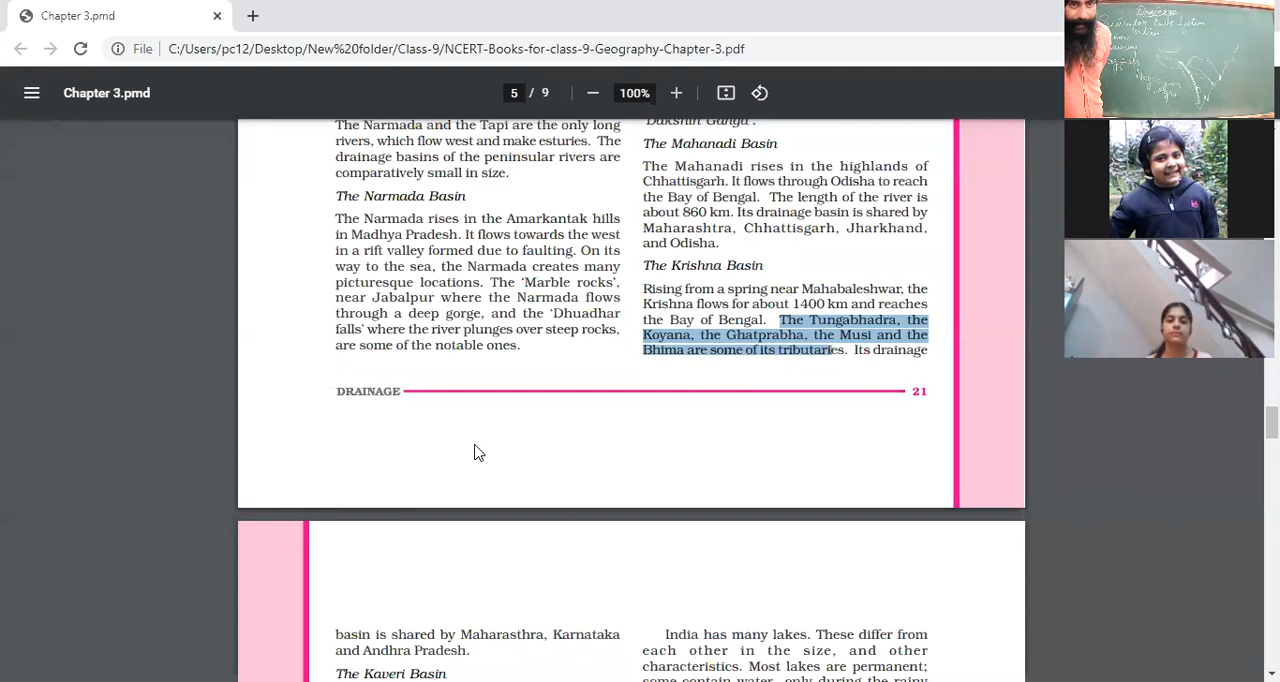 Chapter 3.pmd
File
C:/Users/pc12/Desktop/New%20folder/Class-9/NCERT-Books-for-class-9-Geography-Chapter-3.pdf
Chapter 3.pmd
5 / 9
100%
The Narmada and the Tapi are the only long
rivers, which flow west and make esturies. The
drainage basins of the peninsular rivers are
comparatively small in size.
The Narmada Basin
The Narmada rises in the Amarkantak hills
in Madhya Pradesh. It flows towards the west
in a rift valley formed due to faulting. On its
way to the sea, the Narmada creates many
picturesque locations. The ‘Marble rocks’,
near Jabalpur where the Narmada flows
through a deep gorge, and the ‘Dhuadhar
falls’ where the river plunges over steep rocks,
are some of the notable ones.
‘Dakshin Ganga’.
The Mahanadi Basin
The Mahanadi rises in the highlands of
Chhattisgarh. It flows through Odisha to reach
the Bay of Bengal. The length of the river is
about 860 km. Its drainage basin is shared by
Maharashtra, Chhattisgarh, Jharkhand,
and Odisha.
The Krishna Basin
Rising from a spring near Mahabaleshwar, the
Krishna flows for about 1400 km and reaches
the Bay of Bengal. The Tungabhadra, the
Koyana, the Ghatprabha, the Musi and the
Bhima are some of its tributaries. Its drainage
DRAINAGE
21
basin is shared by Maharasthra, Karnataka
and Andhra Pradesh.
The Kaveri Basin
India has many lakes. These differ from
each other in the size, and other
characteristics. Most lakes are permanent;
some contain water only during the rainy
Drainage
System